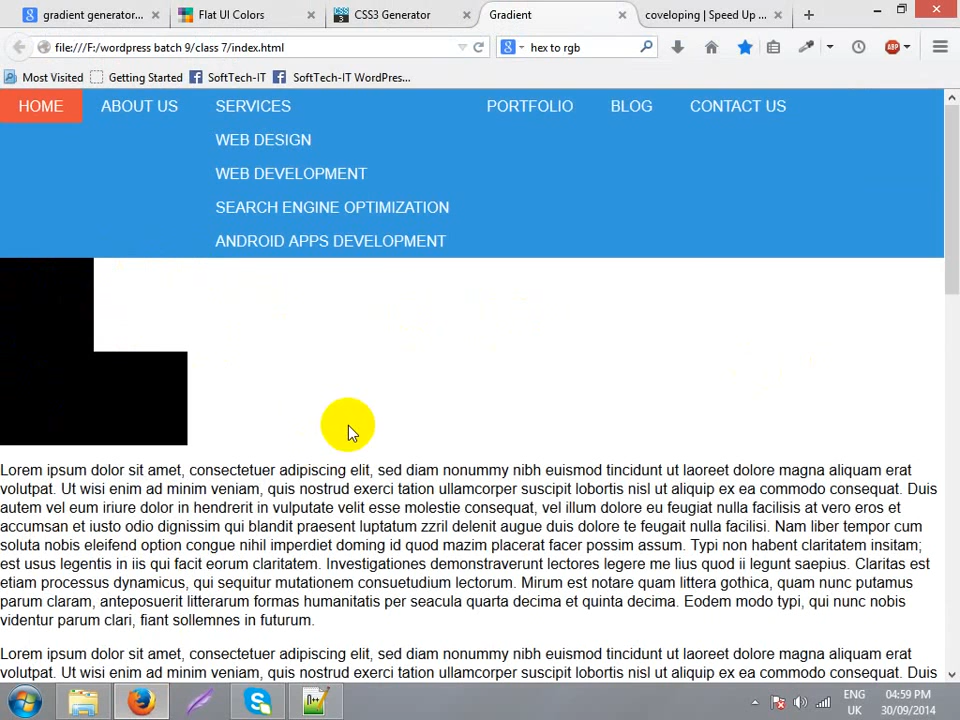 gradient generator...
Flat UI Colors
CSS3 Generator
Gradient
coveloping | Speed Up ...
file:///F:/wordpress batch 9/class 7/index.html
hex to rgb
Most Visited
Getting Started
SoftTech-IT
SoftTech-IT WordPres...
HOME ABOUT US SERVICES PORTFOLIO BLOG CONTACT US
WEB DESIGN
WEB DEVELOPMENT
SEARCH ENGINE OPTIMIZATION
ANDROID APPS DEVELOPMENT
Lorem ipsum dolor sit amet, consectetuer adipiscing elit, sed diam nonummy nibh euismod tincidunt ut laoreet dolore magna aliquam erat
volutpat. Ut wisi enim ad minim veniam, quis nostrud exerci tation ullamcorper suscipit lobortis nisl ut aliquip ex ea commodo consequat. Duis
autem vel eum iriure dolor in hendrerit in vulputate velit esse molestie consequat, vel illum dolore eu feugiat nulla facilisis at vero eros et
accumsan et iusto odio dignissim qui blandit praesent luptatum zzril delenit augue duis dolore te feugait nulla facilisi. Nam liber tempor cum
soluta nobis eleifend option congue nihil imperdiet doming id quod mazim placerat facer possim assum. Typi non habent claritatem insitam;
est usus legentis in iis qui facit eorum claritatem. Investigationes demonstraverunt lectores legere me lius quod ii legunt saepius. Claritas est
etiam processus dynamicus, qui sequitur mutationem consuetudium lectorum. Mirum est notare quam littera gothica, quam nunc putamus
parum claram, anteposuerit litterarum formas humanitatis per seacula quarta decima et quinta decima. Eodem modo typi, qui nunc nobis
videntur parum clari, fiant sollemnes in futurum.
Lorem ipsum dolor sit amet, consectetuer adipiscing elit, sed diam nonummy nibh euismod tincidunt ut laoreet dolore magna aliquam erat
volutpat. Ut wisi enim ad minim veniam, quis nostrud exerci tation ullamcorper suscipit lobortis nisl ut aliquip ex ea commodo consequat. Duis
ENG
UK
04:59 PM
30/09/2014